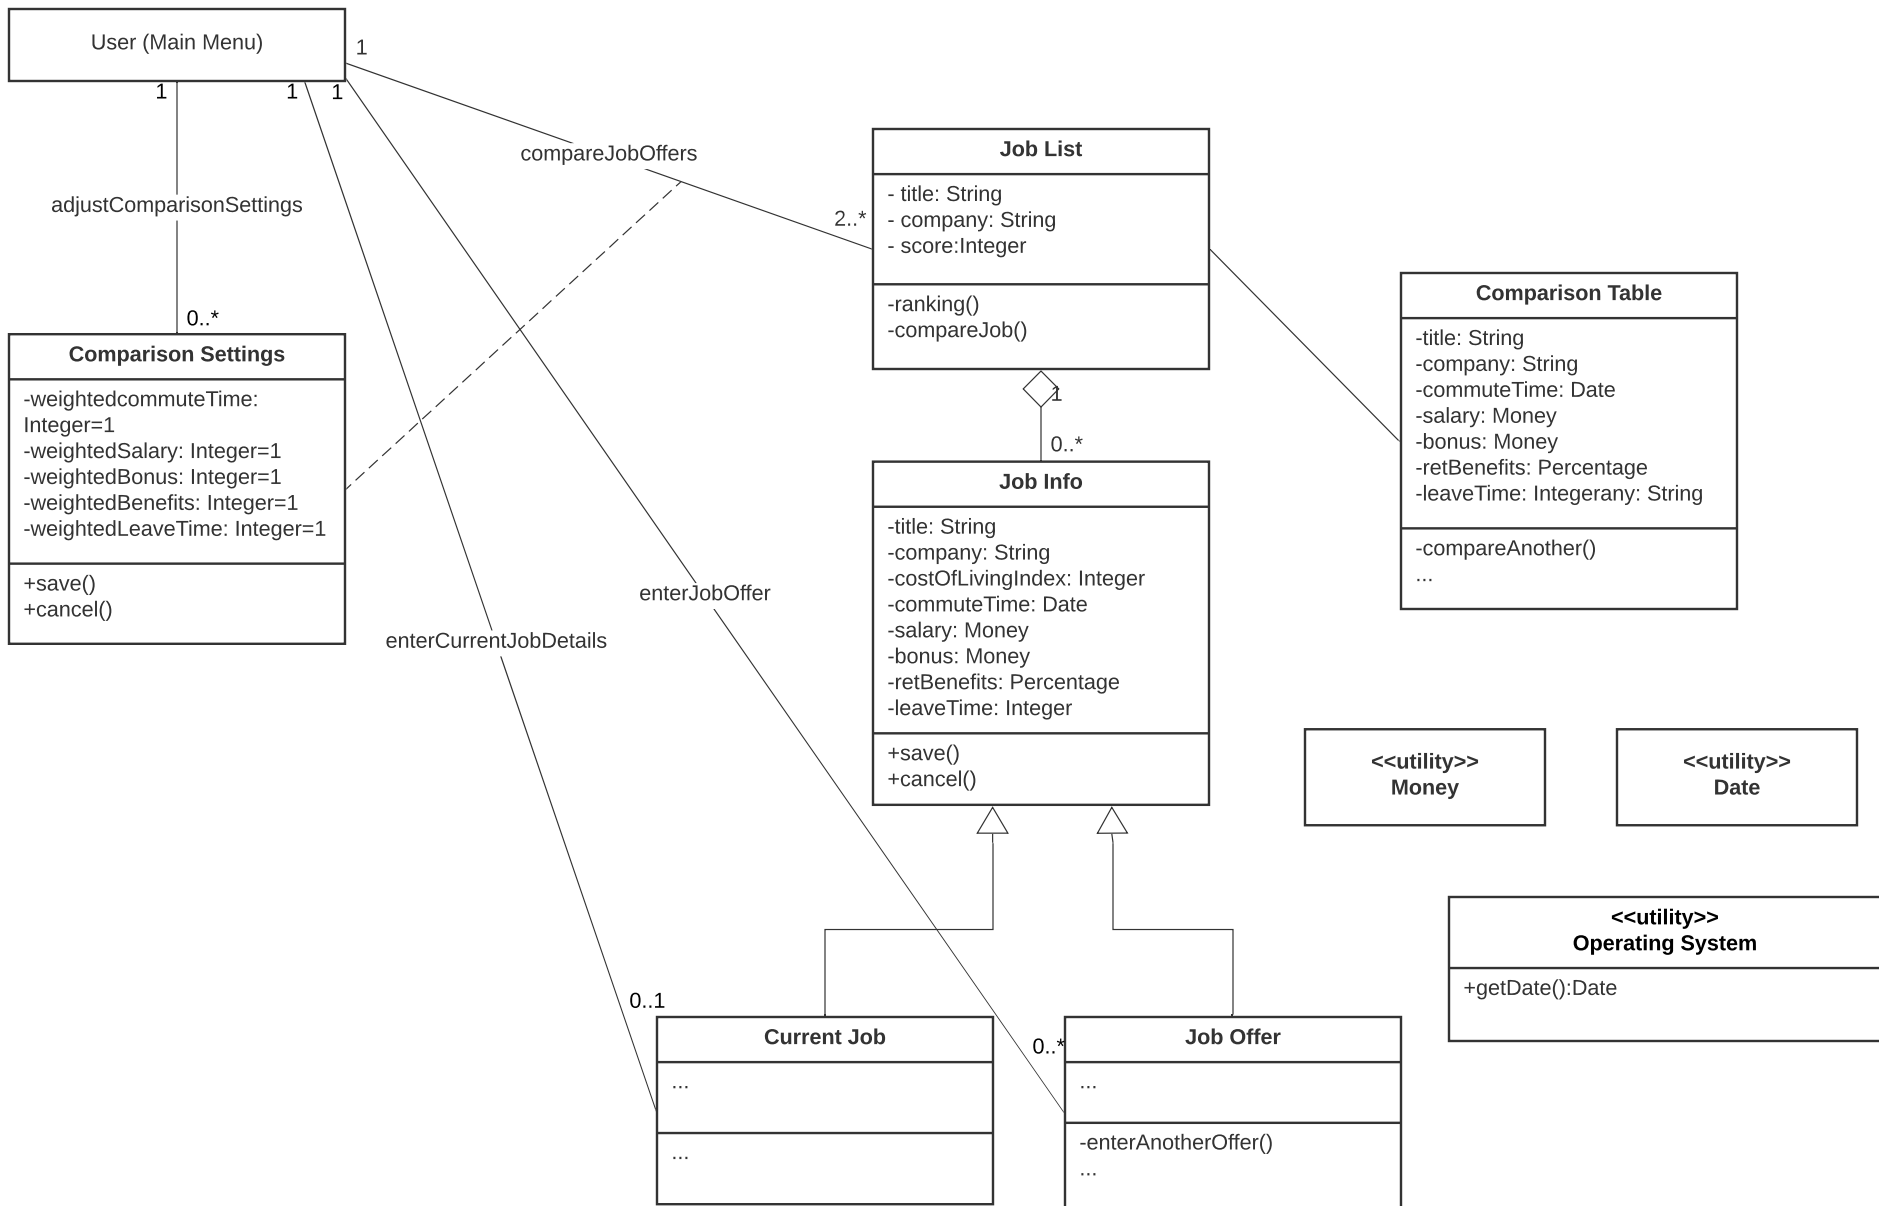 User (Main Menu)
1
1
1
1
compareJobOffers
2..*
adjustComparisonSettings
0..*
Comparison Settings
-weightedcommuteTime:
Integer=1
-weightedSalary: Integer=1
-weightedBonus: Integer=1
-weightedBenefits: Integer=1
-weightedLeaveTime: Integer=1
+save()
+cancel()
enterCurrentJobDetails
enterJobOffer
Job List
- title: String
- company: String
- score:Integer
-ranking()
-compareJob()
1
0..*
Comparison Table
-title: String
-company: String
-commuteTime: Date
-salary: Money
-bonus: Money
-retBenefits: Percentage
-leaveTime: Integerany: String
-compareAnother()
...
Job Info
-title: String
-company: String
-costOfLivingIndex: Integer
-commuteTime: Date
-salary: Money
-bonus: Money
-retBenefits: Percentage
-leaveTime: Integer
+save()
+cancel()
<<utility>>
Money
<<utility>>
Date
<<utility>>
Operating System
+getDate():Date
0..1
Current Job
...
...
0..*
Job Offer
...
-enterAnotherOffer()
...